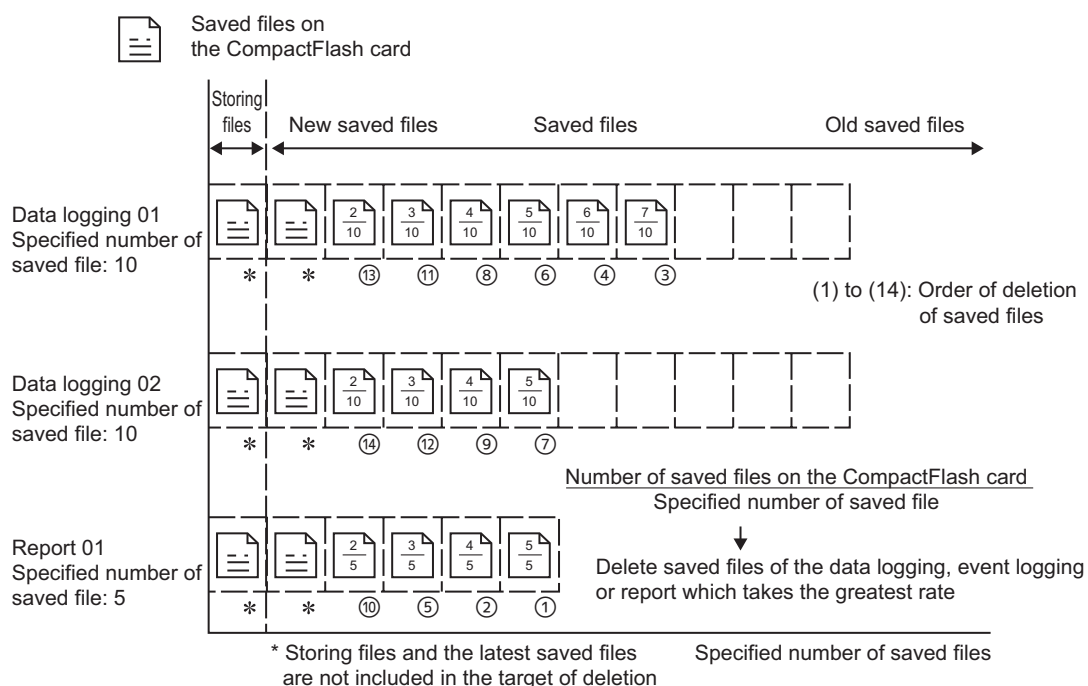 Saved files on
the CompactFlash card
Storing
files
New saved files
Saved files
Old saved files
Data logging 01
Specified number of
saved file: 10
2/10
3/10
4/10
5/10
6/10
7/10
* * ⑬ ⑪ ⑧ ⑥ ④ ③
(1) to (14): Order of deletion
of saved files
Data logging 02
Specified number of
saved file: 10
2/10
3/10
4/10
5/10
* * ⑭ ⑫ ⑨ ⑦
Number of saved files on the CompactFlash card
Specified number of saved file
Delete saved files of the data logging, event logging
or report which takes the greatest rate
Report 01
Specified number of
saved file: 5
2/5
3/5
4/5
5/5
* * ⑩ ⑤ ② ①
* Storing files and the latest saved files
are not included in the target of deletion
Specified number of saved files